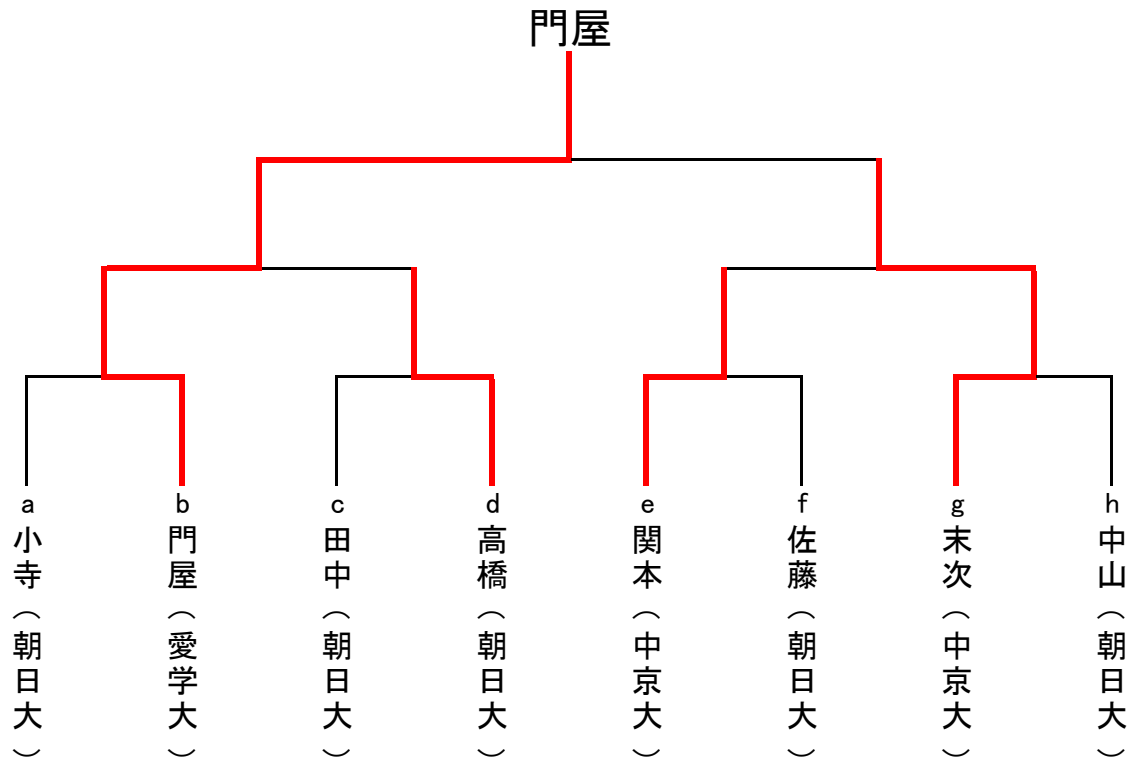 門屋
a
小寺（朝日大）
b
門屋（愛学大）
c
田中（朝日大）
d
高橋（朝日大）
e
関本（中京大）
f
佐藤（朝日大）
g
末次（中京大）
h
中山（朝日大）